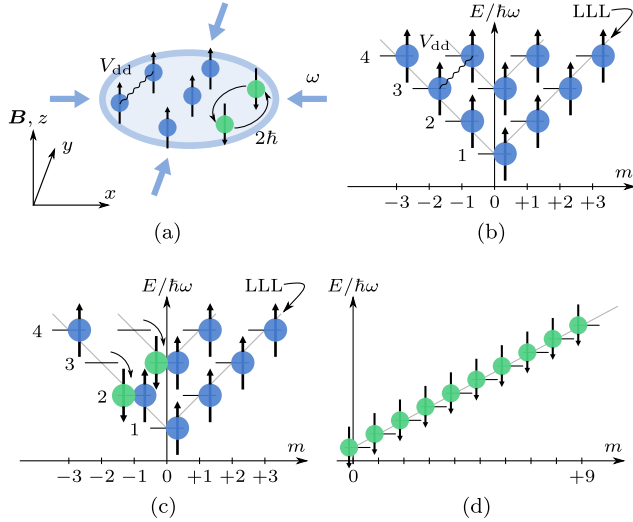 V_dd
ω
B, z
y
x
2ħ
(a)
E/ħω
LLL
V_dd
4
3
2
1
m
−3 −2 −1 0 +1 +2 +3
(b)
E/ħω
LLL
4
3
2
1
m
−3 −2 −1 0 +1 +2 +3
(c)
E/ħω
m
0 +9
(d)